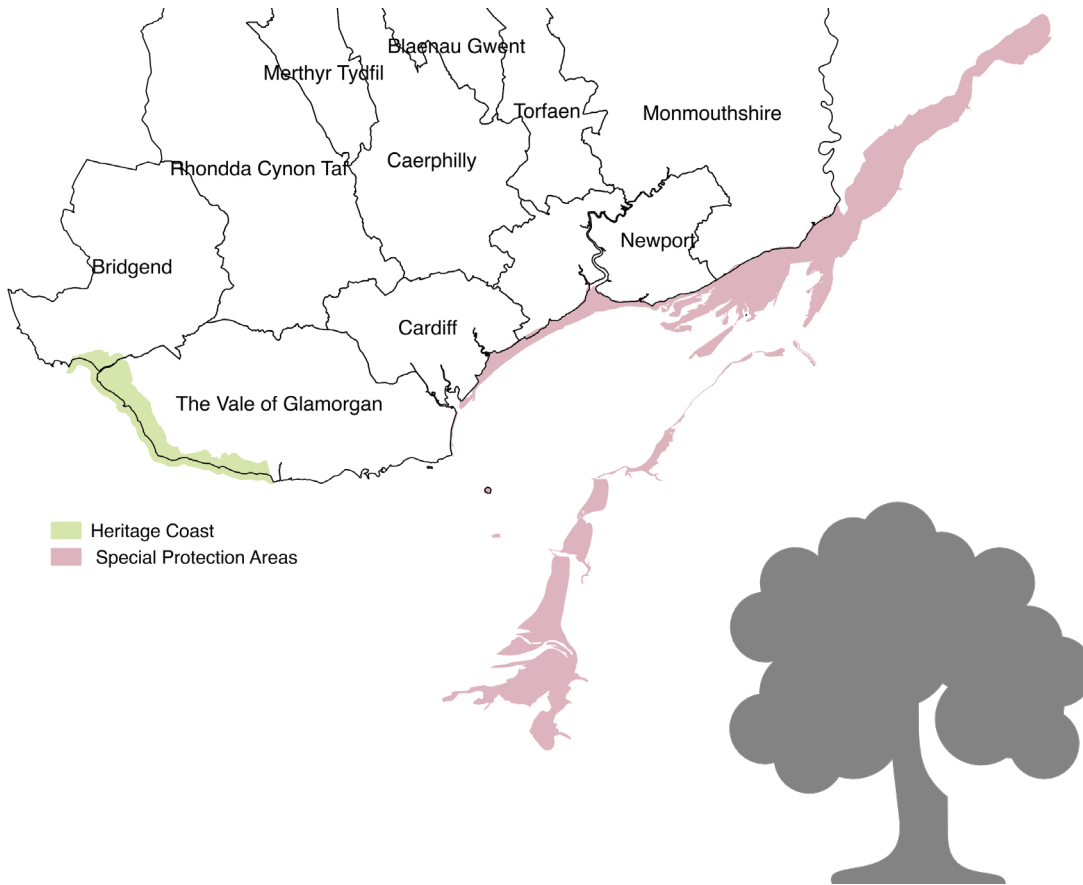 Blaenau Gwent
Merthyr Tydfil
Torfaen
Monmouthshire
Caerphilly
Rhondda Cynon Taf
Newport
Bridgend
Cardiff
The Vale of Glamorgan
Heritage Coast
Special Protection Areas